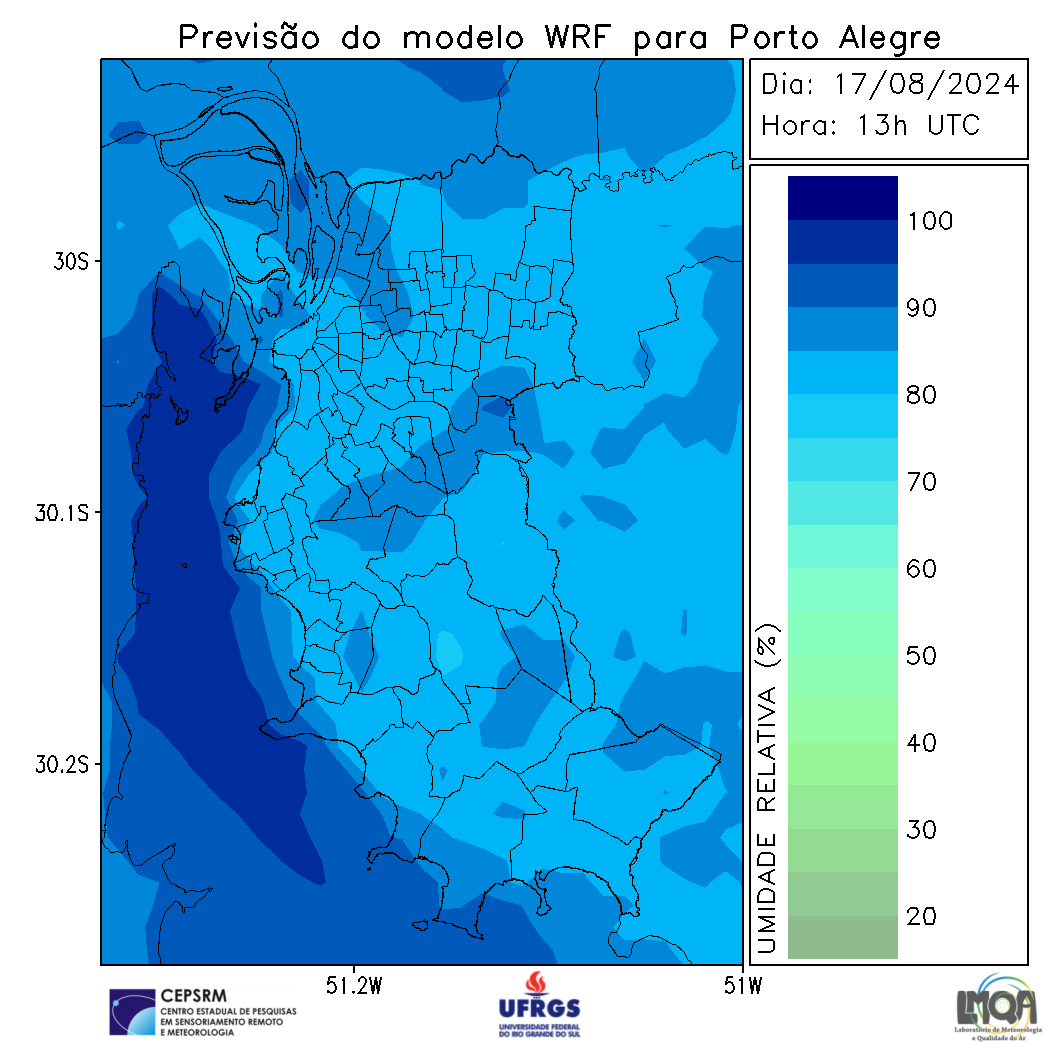 Previsão do modelo WRF para Porto Alegre
Dia: 17/08/2024
Hora: 13h UTC
30S
30.1S
30.2S
51.2W
51W
UMIDADE RELATIVA (%)
100
90
80
70
60
50
40
30
20
CEPSRM
CENTRO ESTADUAL DE PESQUISAS
EM SENSORIAMENTO REMOTO
E METEOROLOGIA
UFRGS
UNIVERSIDADE FEDERAL
DO RIO GRANDE DO SUL
LMQA
Laboratório de Meteorologia
e Qualidade do Ar